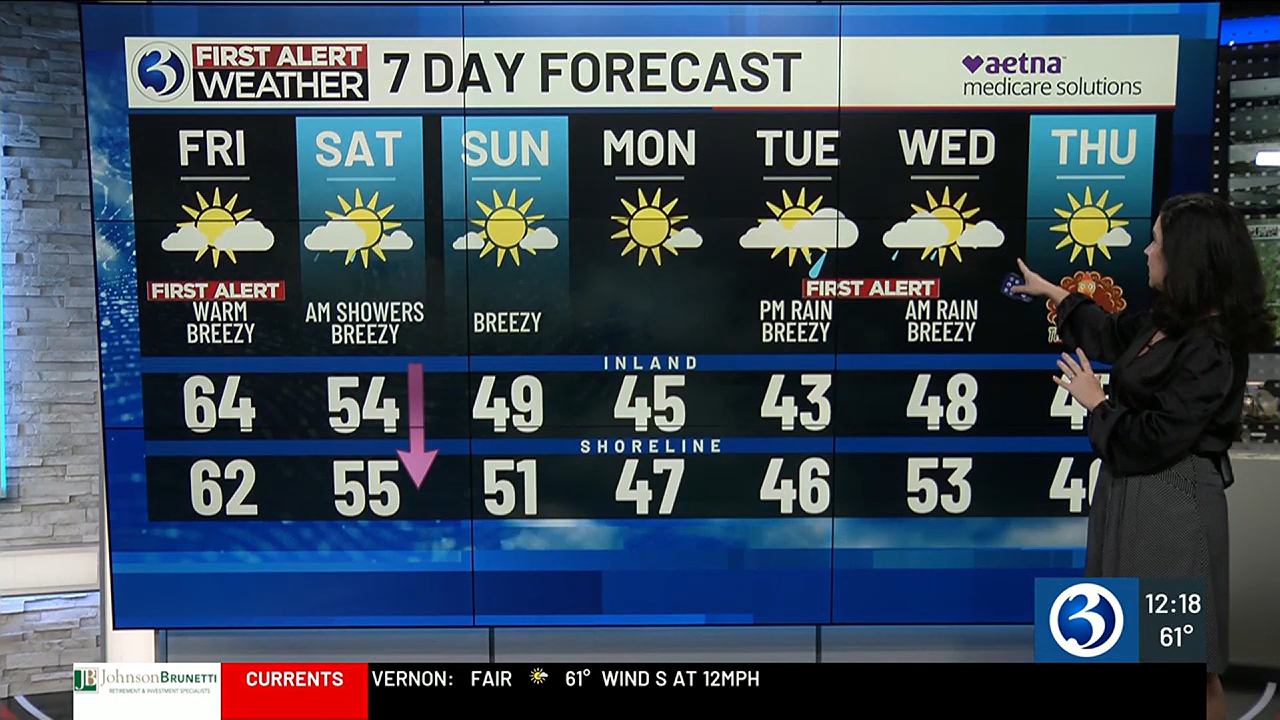 3 FIRST ALERT WEATHER 7 DAY FORECAST
aetna
medicare solutions
FRI SAT SUN MON TUE WED THU
FIRST ALERT FIRST ALERT
WARM AM SHOWERS BREEZY PM RAIN AM RAIN
BREEZY BREEZY BREEZY BREEZY
INLAND
64 54 49 45 43 48
SHORELINE
62 55 51 47 46 53
3 12:18
61°
JB JohnsonBrunetti
RETIREMENT & INVESTMENT SPECIALISTS
CURRENTS VERNON: FAIR 61° WIND S AT 12MPH